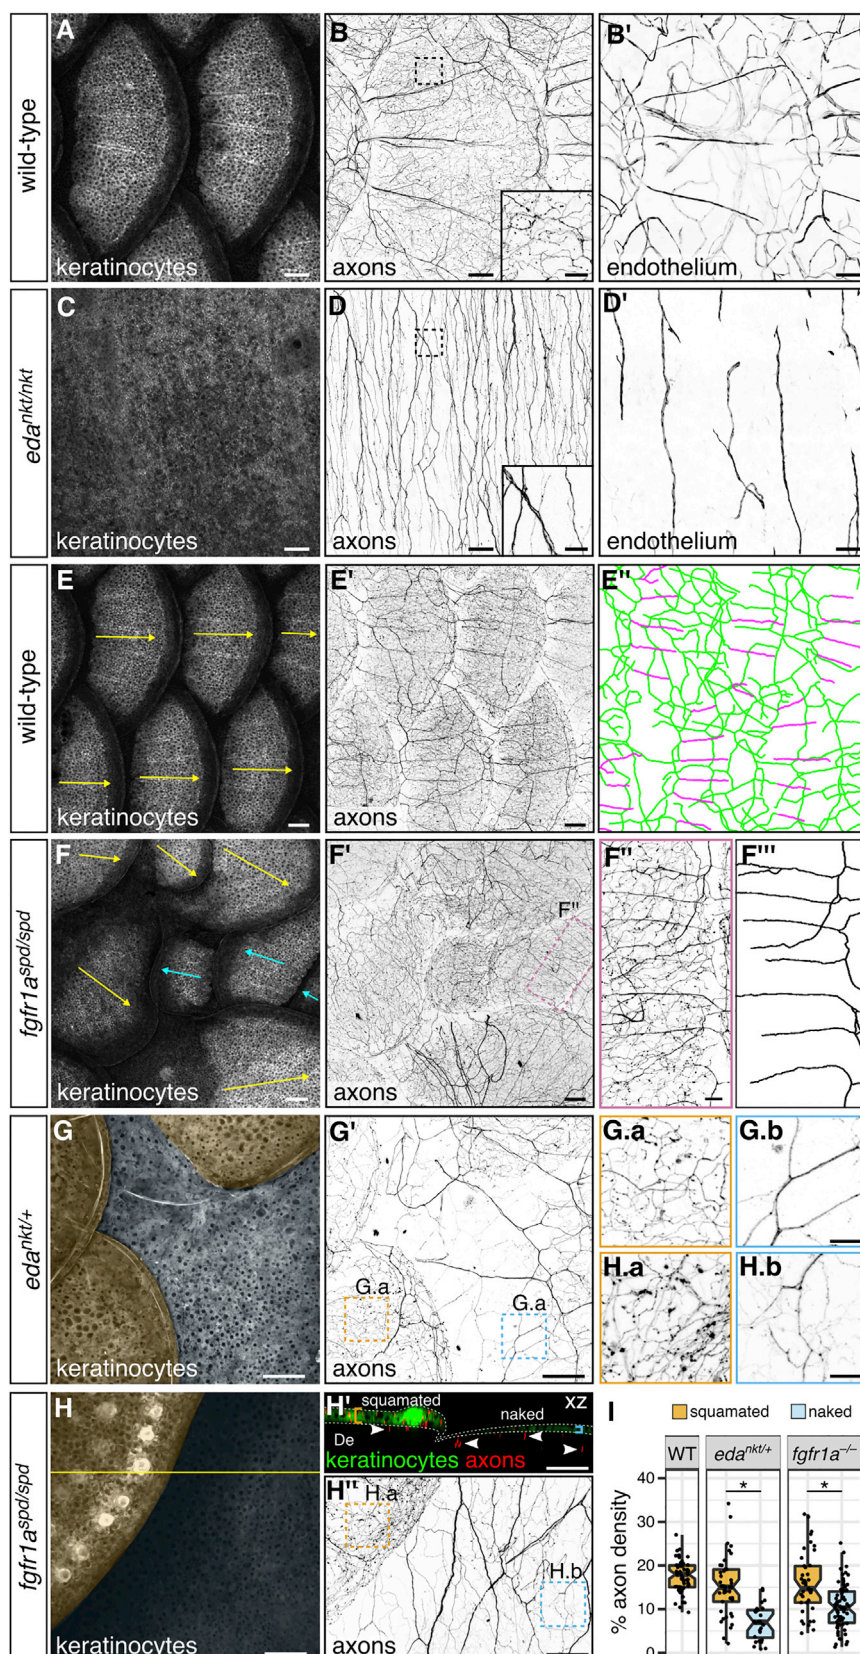 A
B
B'
wild-type
keratinocytes
axons
endothelium
C
D
D'
eda^nkt/nkt
keratinocytes
axons
endothelium
E
E'
E"
wild-type
keratinocytes
axons
F
F'
F"
F'''
F"
fgfr1a^spd/spd
keratinocytes
axons
G
G'
G.a
G.b
eda^nkt/+
G.a
G.a
H.a
H.b
keratinocytes
axons
H
H'
squamated
naked
xz
De
keratinocytes axons
fgfr1a^spd/spd
H"
H.a
H.b
keratinocytes
axons
I
squamated
naked
WT
eda^nkt/+
fgfr1a^−/−
* *
% axon density
40
30
20
10
0